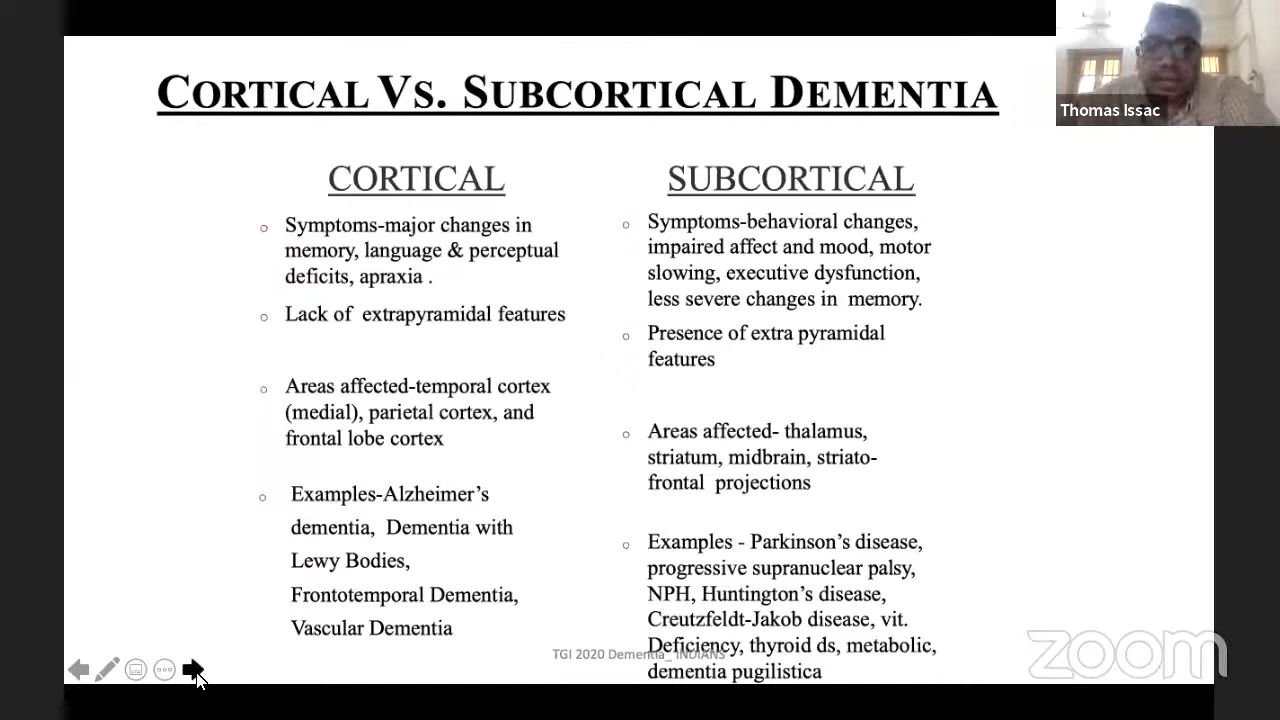 CORTICAL VS. SUBCORTICAL DEMENTIA
Thomas Issac
CORTICAL
Symptoms-major changes in
memory, language & perceptual
deficits, apraxia .
Lack of extrapyramidal features
Areas affected-temporal cortex
(medial), parietal cortex, and
frontal lobe cortex
Examples-Alzheimer’s
dementia, Dementia with
Lewy Bodies,
Frontotemporal Dementia,
Vascular Dementia
SUBCORTICAL
Symptoms-behavioral changes,
impaired affect and mood, motor
slowing, executive dysfunction,
less severe changes in memory.
Presence of extra pyramidal
features
Areas affected- thalamus,
striatum, midbrain, striato-
frontal projections
Examples - Parkinson’s disease,
progressive supranuclear palsy,
NPH, Huntington’s disease,
Creutzfeldt-Jakob disease, vit.
Deficiency, thyroid ds, metabolic,
dementia pugilistica
TGI 2020 Dementia_ INDIANS
zoom